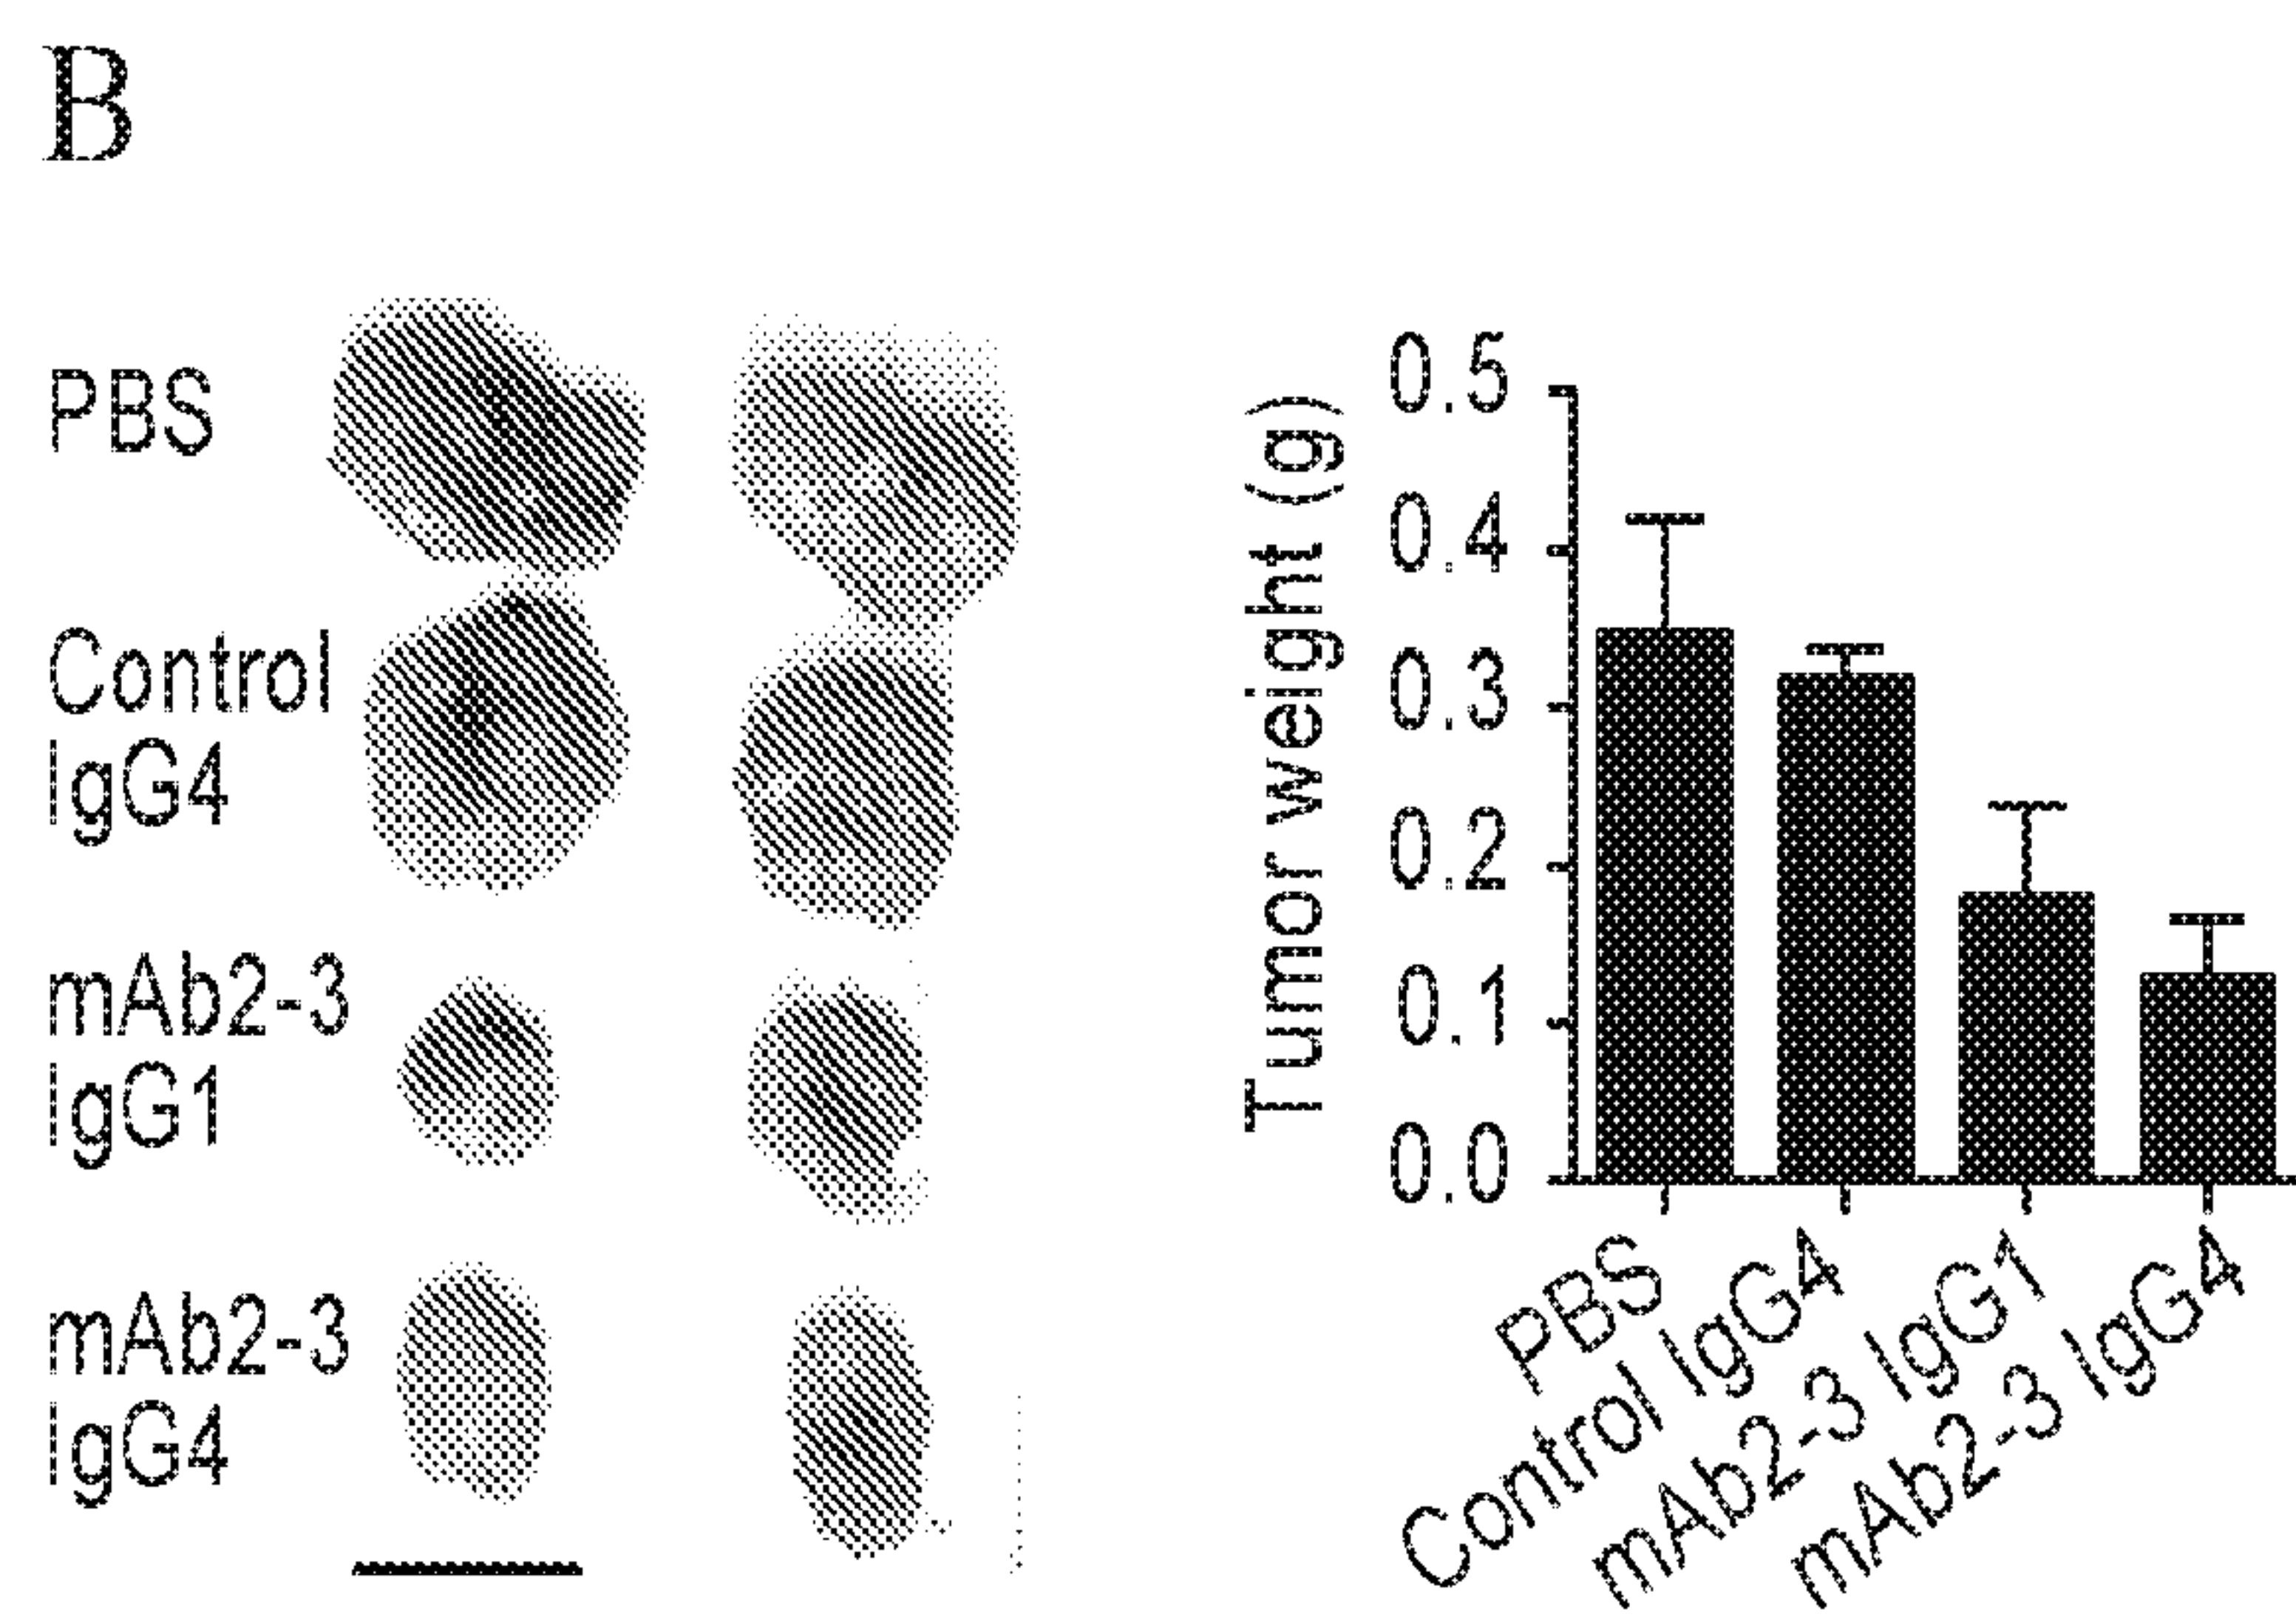 B
PBS
Control
IgG4
mAb2-3
IgG1
mAb2-3
IgG4
Tumor weight (g)
0.5
0.4
0.3
0.2
0.1
0.0
PBS
Control IgG4
mAb2-3 IgG1
mAb2-3 IgG4